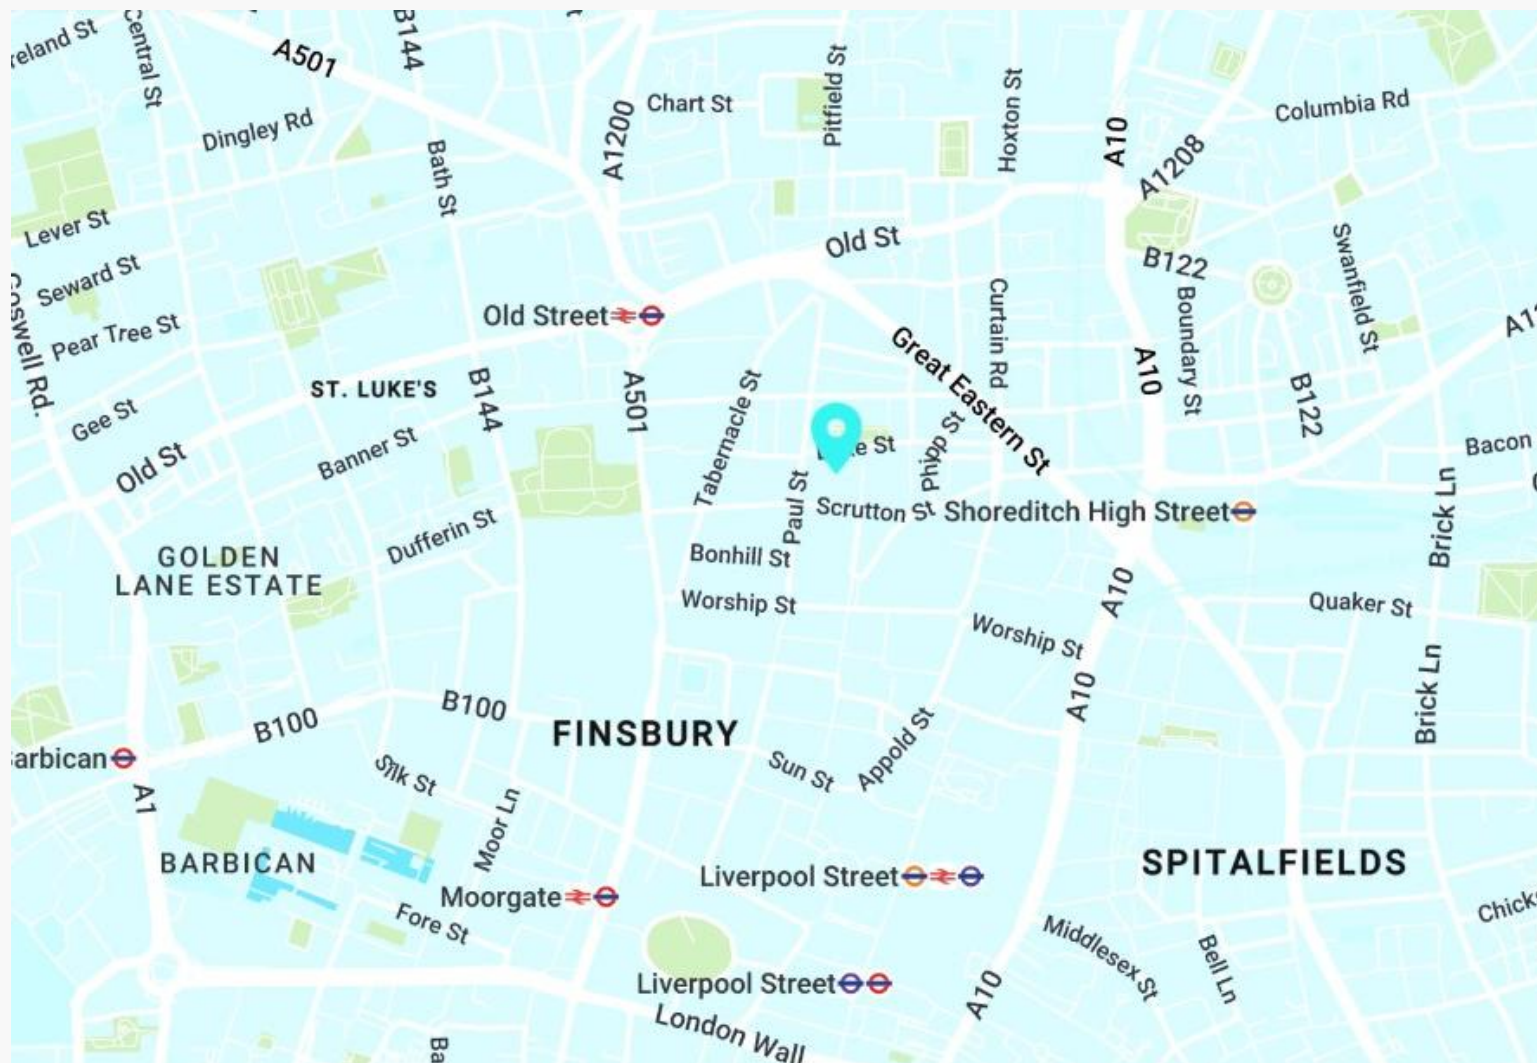 A501
B144
Central St
Dingley Rd
Bath St
A1200
Chart St
Pitfield St
Hoxton St
A10
A1208
Columbia Rd
Lever St
Seward St
Pear Tree St
Gee St
Old St
Old St
B122
Swanfield St
Boundary St
Curtain Rd
Old Street
ST. LUKE'S
B144
A501
Great Eastern St
A10
B122
Banner St
Tabernacle St
Phipp St
Bacon
Paul St
Scrutton St
Shoreditch High Street
Brick Ln
Dufferin St
GOLDEN
LANE ESTATE
Bonhill St
Worship St
A10
Quaker St
Worship St
A10
Brick Ln
B100
B100
FINSBURY
Appold St
Sun St
Silk St
A1
Moor Ln
BARBICAN
Moorgate
Liverpool Street
SPITALFIELDS
Fore St
Middlesex St
Bell Ln
Liverpool Street
A10
London Wall